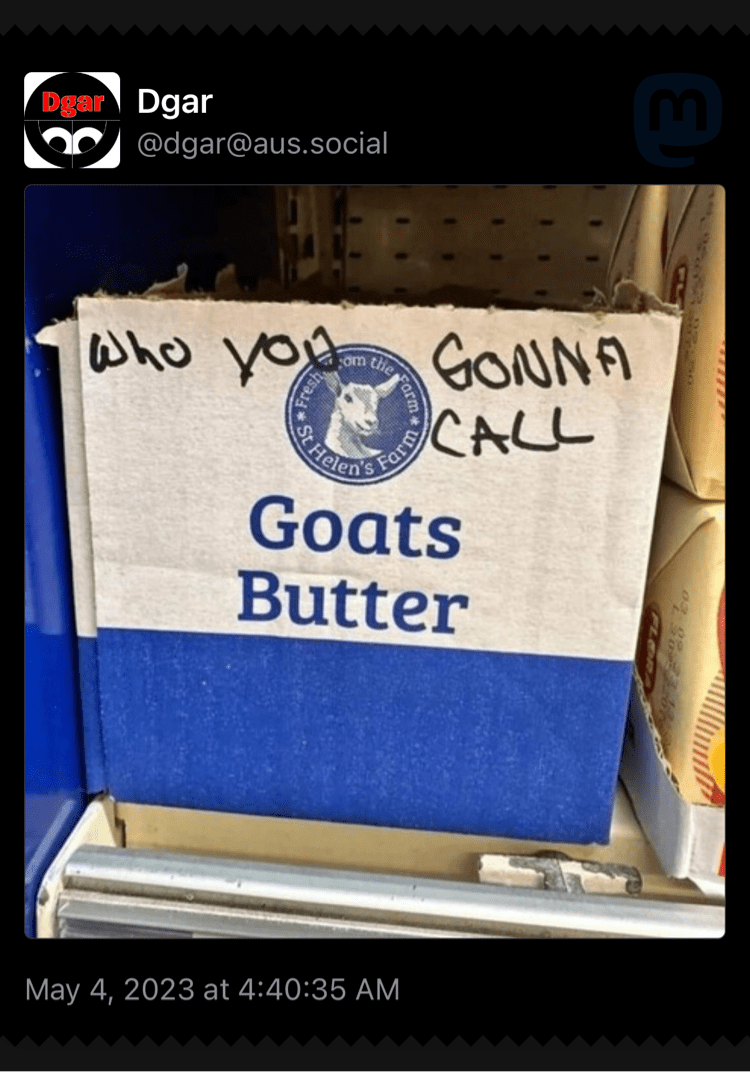 Dgar
Dgar
@dgar@aus.social
WhO YOU GONNA
CALL
Fresh from the Farm
St Helen's Farm
Goats
Butter
FLORA
May 4, 2023 at 4:40:35 AM